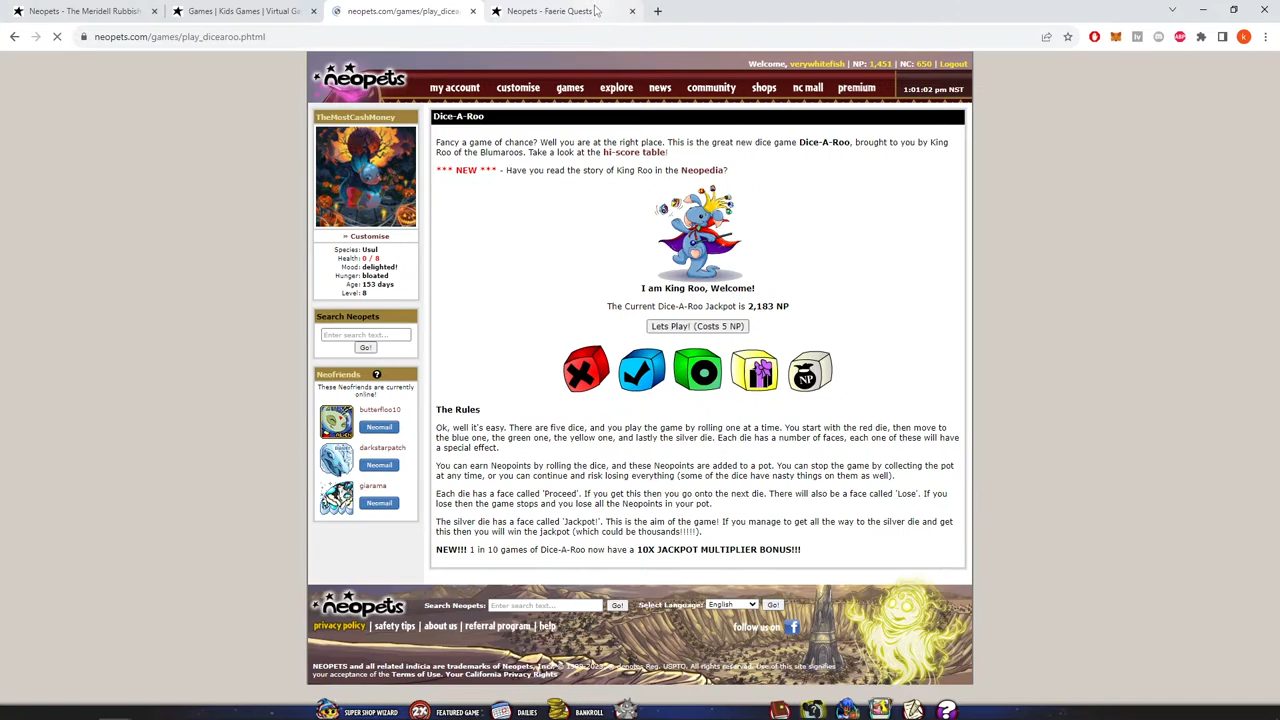 Neopets - The Meridell Rubbish
Games | Kids Games | Virtual Ga
neopets.com/games/play_dicearo
Neopets - Faerie Quests
neopets.com/games/play_dicearoo.phtml
Welcome, verywhitefish | NP: 1,451 | NC: 650 | Logout
neopets
my account customise games explore news community shops nc mall premium
1:01:02 pm NST
TheMostCashMoney
» Customise
Species: Usul
Health: 0 / 8
Mood: delighted!
Hunger: bloated
Age: 153 days
Level: 8
Search Neopets
Enter search text...
Go!
Neofriends ?
These Neofriends are currently
online!
butterfloo10
Neomail
darkstarpatch
Neomail
giarama
Neomail
Dice-A-Roo
Fancy a game of chance? Well you are at the right place. This is the great new dice game Dice-A-Roo, brought to you by King
Roo of the Blumaroos. Take a look at the hi-score table!
*** NEW *** - Have you read the story of King Roo in the Neopedia?
I am King Roo, Welcome!
The Current Dice-A-Roo Jackpot is 2,183 NP
Lets Play! (Costs 5 NP)
NP
The Rules
Ok, well it's easy. There are five dice, and you play the game by rolling one at a time. You start with the red die, then move to
the blue one, the green one, the yellow one, and lastly the silver die. Each die has a number of faces, each one of these will have
a special effect.
You can earn Neopoints by rolling the dice, and these Neopoints are added to a pot. You can stop the game by collecting the pot
at any time, or you can continue and risk losing everything (some of the dice have nasty things on them as well).
Each die has a face called 'Proceed'. If you get this then you go onto the next die. There will also be a face called 'Lose'. If you
lose then the game stops and you lose all the Neopoints in your pot.
The silver die has a face called 'Jackpot!'. This is the aim of the game! If you manage to get all the way to the silver die and get
this then you will win the jackpot (which could be thousands!!!!!).
NEW!!! 1 in 10 games of Dice-A-Roo now have a 10X JACKPOT MULTIPLIER BONUS!!!
neopets
Search Neopets: Enter search text... Go! Select Language: English Go!
privacy policy | safety tips | about us | referral program | help
follow us on f
NEOPETS and all related indicia are trademarks of Neopets, Inc., © 1999-2023. ® denotes Reg. USPTO. All rights reserved. Use of this site signifies
your acceptance of the Terms of Use. Your California Privacy Rights
SUPER SHOP WIZARD 2X FEATURED GAME DAILIES BANKROLL